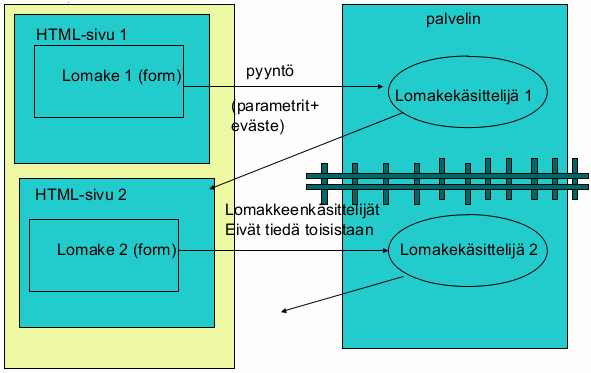 HTML-sivu 1
Lomake 1 (form)
pyyntö
(parametrit+
eväste)
palvelin
Lomakekäsittelijä 1
HTML-sivu 2
Lomake 2 (form)
Lomakkeenkäsittelijät
Eivät tiedä toisistaan
Lomakekäsittelijä 2